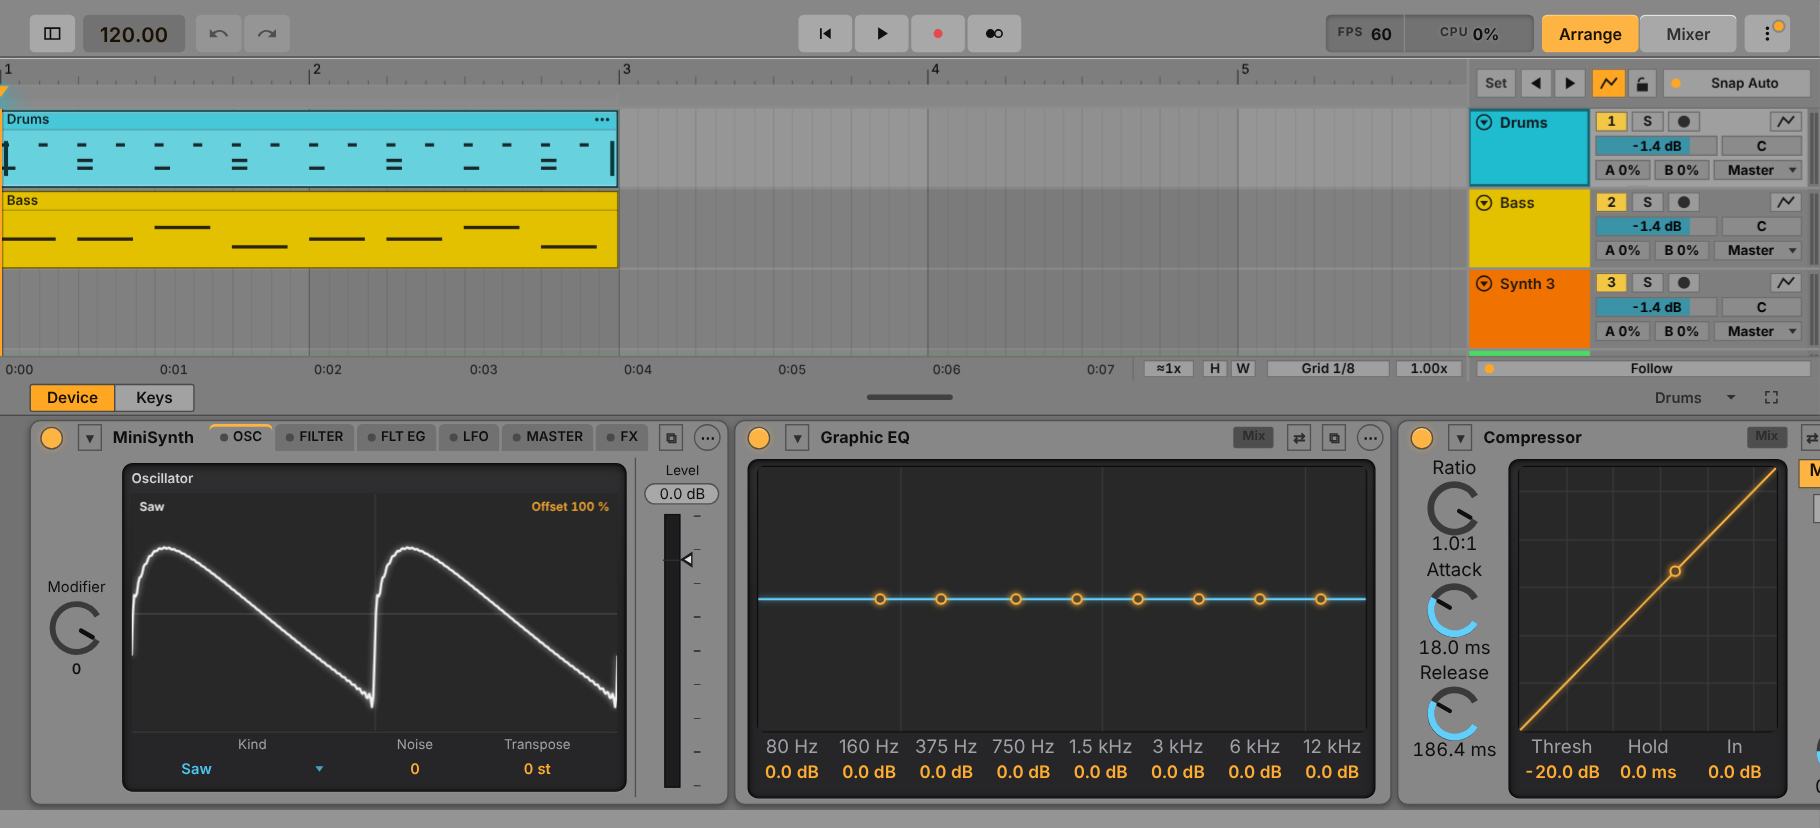 120.00
FPS 60
CPU 0%
Arrange
Mixer
1
2
3
4
5
Set
Snap Auto
Drums
Drums
1
S
-1.4 dB
C
A 0%
B 0%
Master
Bass
Bass
2
S
-1.4 dB
C
A 0%
B 0%
Master
Synth 3
3
S
-1.4 dB
C
A 0%
B 0%
Master
0:00
0:01
0:02
0:03
0:04
0:05
0:06
0:07
≈1x
H
W
Grid 1/8
1.00x
Follow
Device
Keys
Drums
MiniSynth
OSC
FILTER
FLT EG
LFO
MASTER
FX
Oscillator
Saw
Offset 100 %
Modifier
0
Kind
Noise
Transpose
Saw
0
0 st
Level
0.0 dB
Graphic EQ
Mix
80 Hz
160 Hz
375 Hz
750 Hz
1.5 kHz
3 kHz
6 kHz
12 kHz
0.0 dB
0.0 dB
0.0 dB
0.0 dB
0.0 dB
0.0 dB
0.0 dB
0.0 dB
Compressor
Mix
Ratio
1.0:1
Attack
18.0 ms
Release
186.4 ms
Thresh
Hold
In
-20.0 dB
0.0 ms
0.0 dB